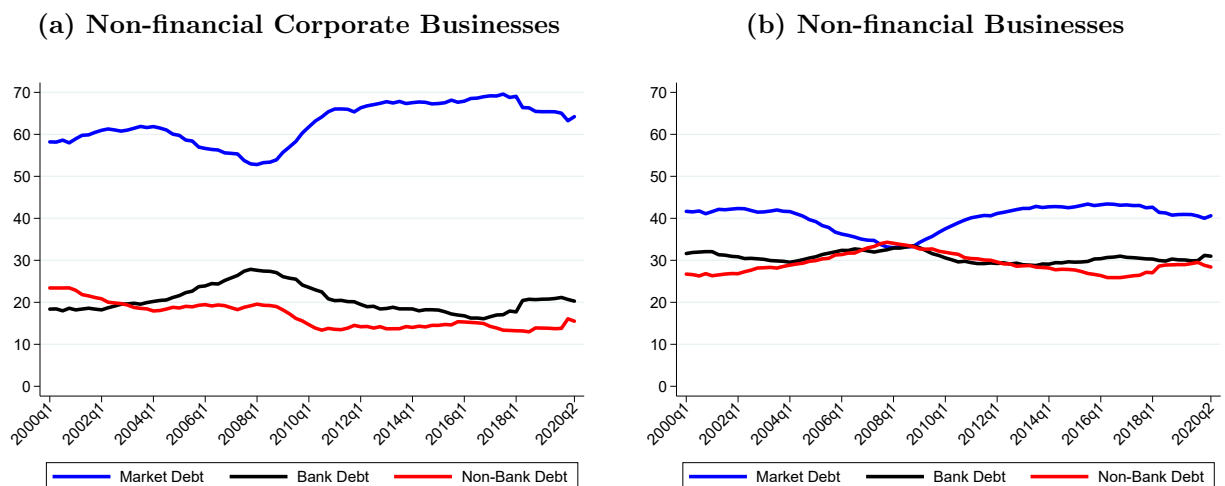 (a) Non-financial Corporate Businesses
70
60
50
40
30
20
10
0
2000q1
2002q1
2004q1
2006q1
2008q1
2010q1
2012q1
2014q1
2016q1
2018q1
2020q2
Market Debt Bank Debt Non-Bank Debt
(b) Non-financial Businesses
70
60
50
40
30
20
10
0
2000q1
2002q1
2004q1
2006q1
2008q1
2010q1
2012q1
2014q1
2016q1
2018q1
2020q2
Market Debt Bank Debt Non-Bank Debt